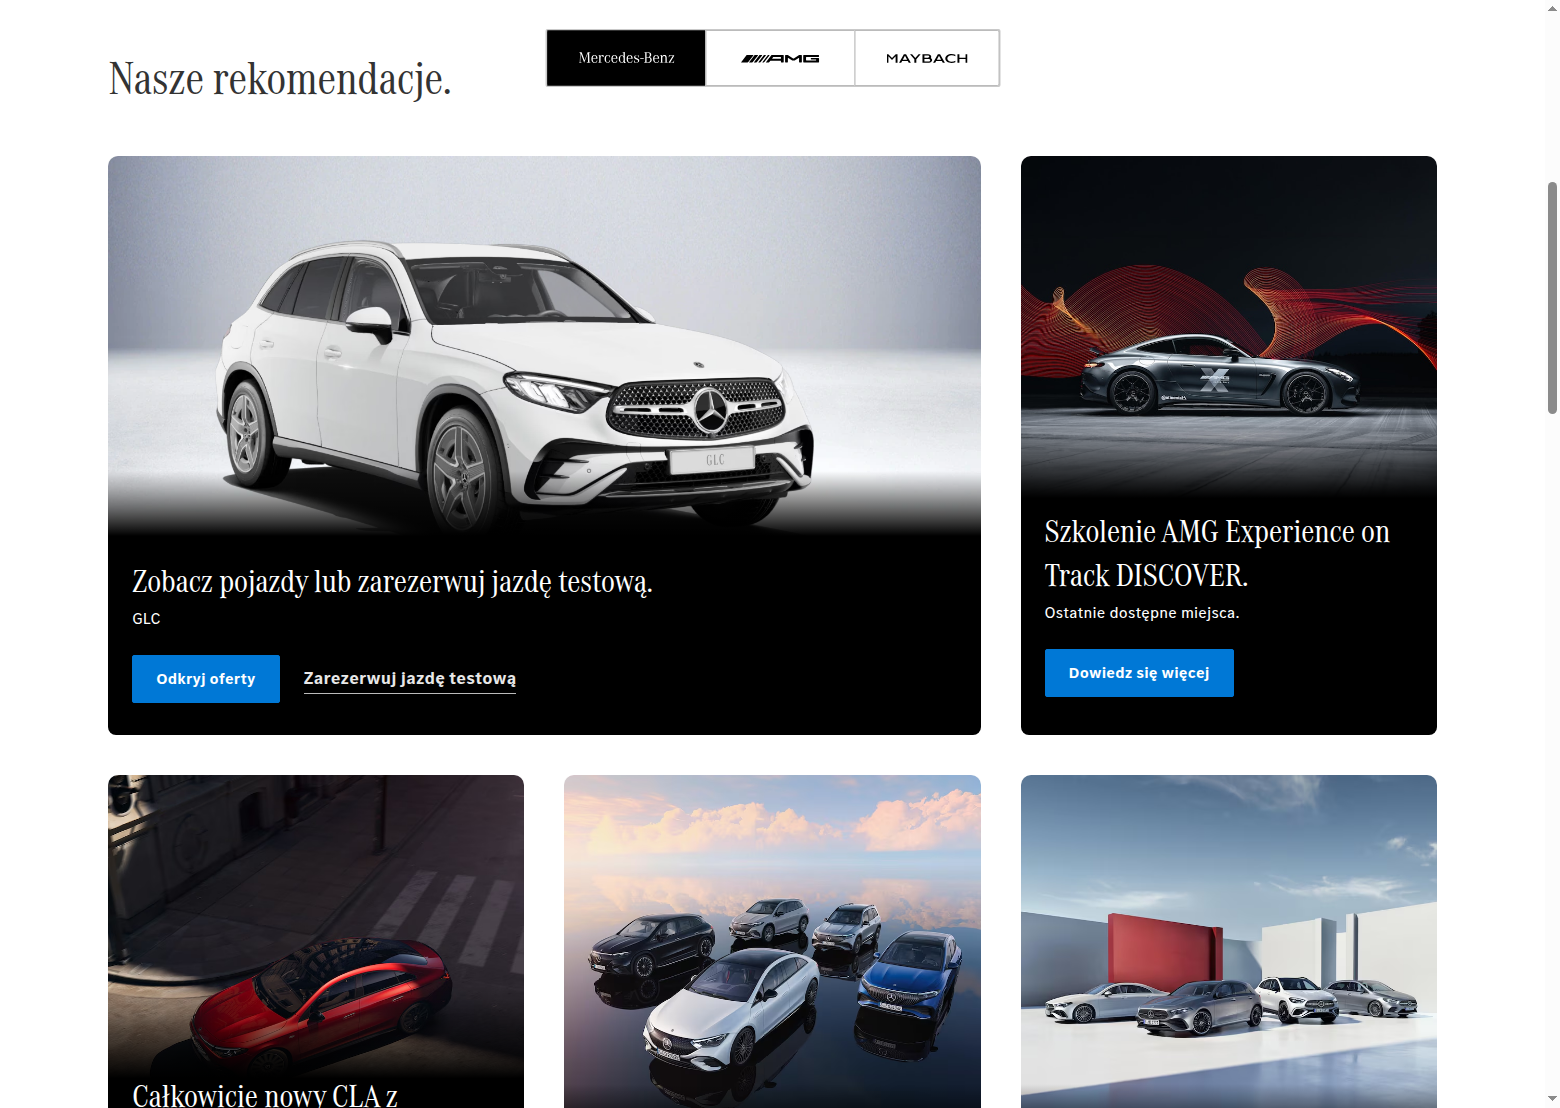 Nasze rekomendacje.
Mercedes-Benz
AMG
MAYBACH
GLC
Zobacz pojazdy lub zarezerwuj jazdę testową.
GLC
Odkryj oferty
Zarezerwuj jazdę testową
AMG
Szkolenie AMG Experience on
Track DISCOVER.
Ostatnie dostępne miejsca.
Dowiedz się więcej
Całkowicie nowy CLA z